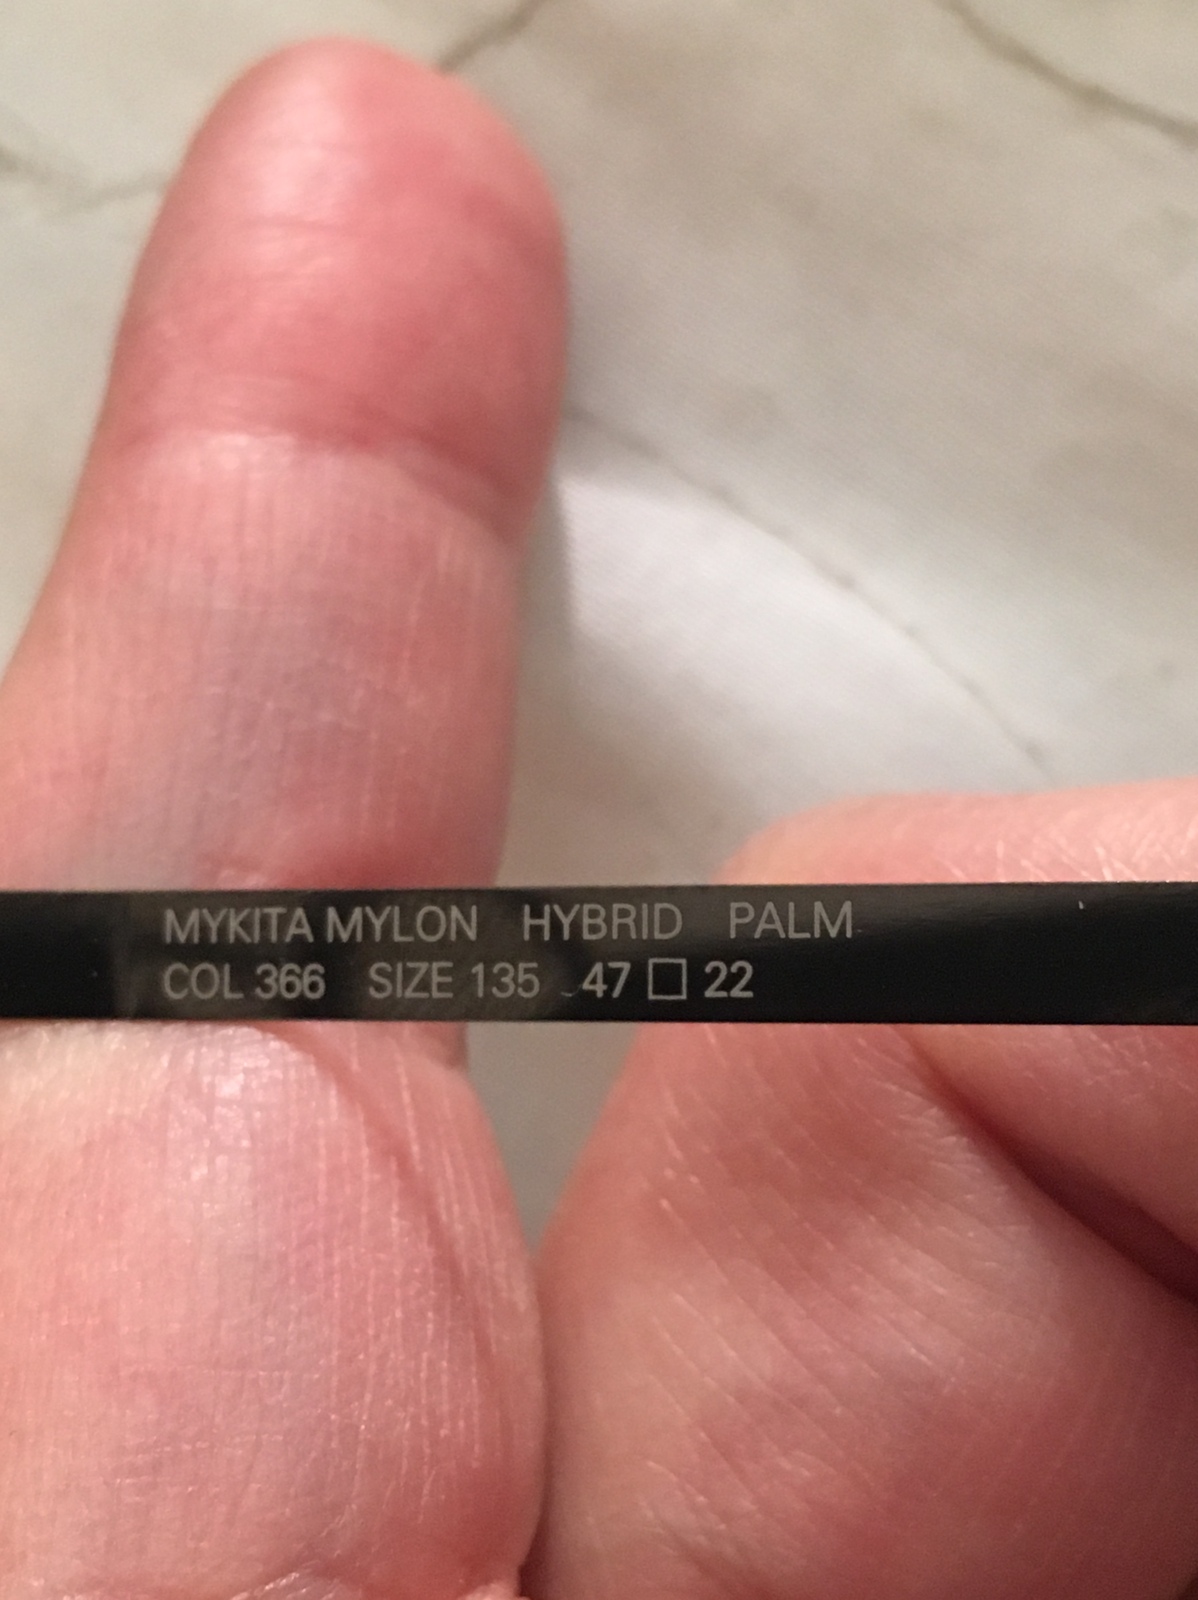 MYKITA MYLON HYBRID PALM
COL 366 SIZE 135 47 □ 22